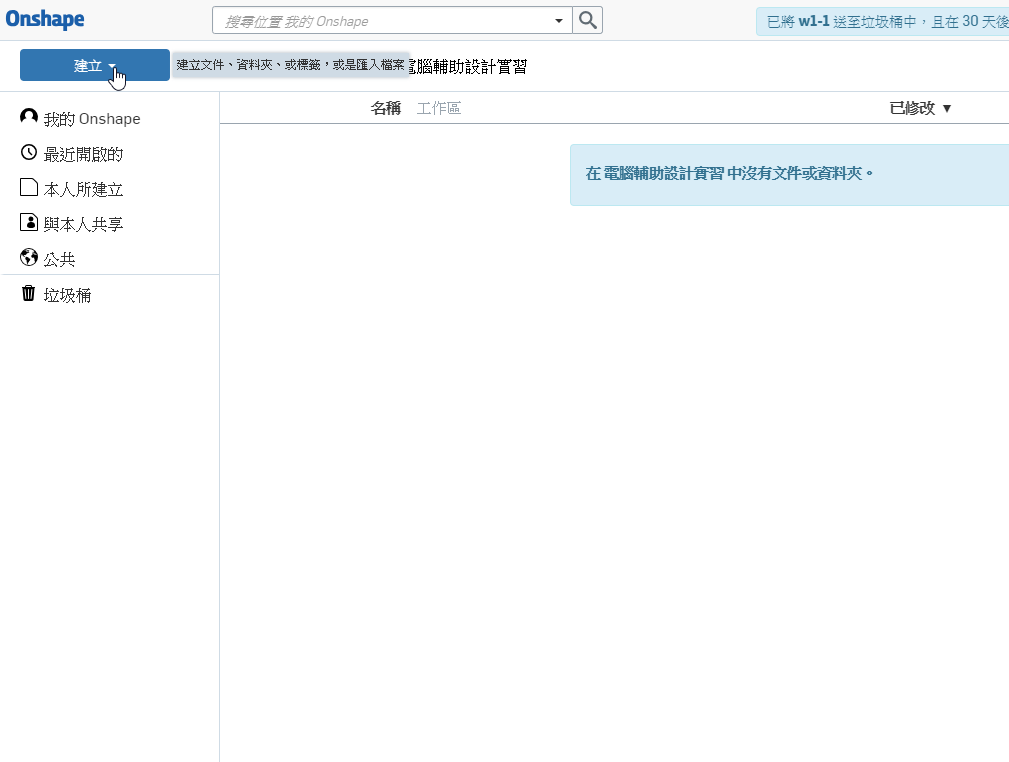 Onshape
搜尋位置 我的 Onshape
已將 w1-1 送至垃圾桶中，且在 30 天後
建立
建立文件、資料夾、或標籤，或是匯入檔案
腦輔助設計實習
名稱 工作區
已修改 ▼
我的 Onshape
最近開啟的
本人所建立
與本人共享
公共
垃圾桶
在 電腦輔助設計實習 中沒有文件或資料夾。